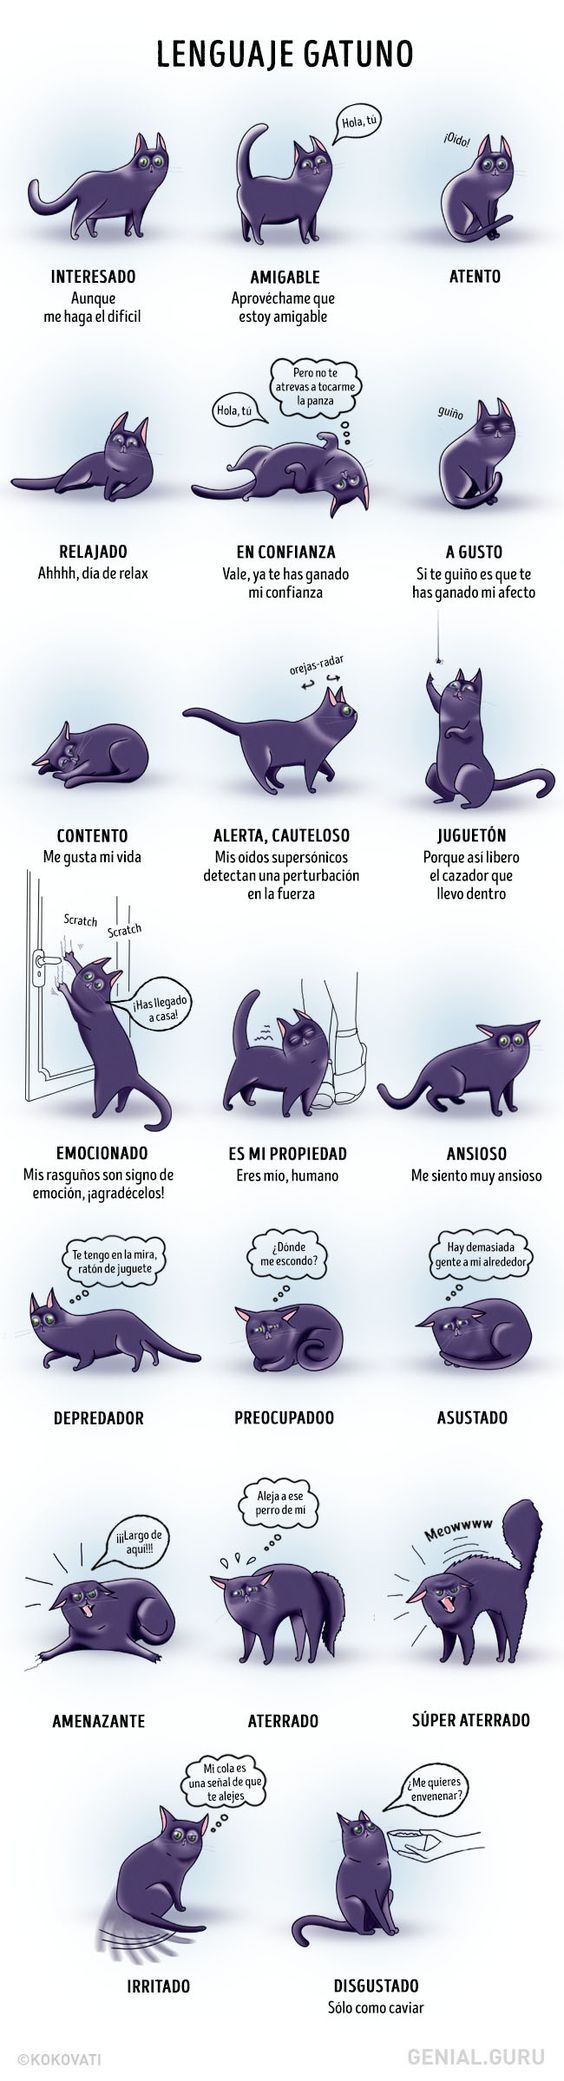 LENGUAJE GATUNO
Hola, tú
¡Oído!
INTERESADO
Aunque
me haga el difícil
AMIGABLE
Aprovéchame que
estoy amigable
ATENTO
Pero no te
atrevas a tocarme
la panza
Hola, tú
guiño
RELAJADO
Ahhhh, día de relax
EN CONFIANZA
Vale, ya te has ganado
mi confianza
A GUSTO
Si te guiño es que te
has ganado mi afecto
orejas-radar
CONTENTO
Me gusta mi vida
ALERTA, CAUTELOSO
Mis oídos supersónicos
detectan una perturbación
en la fuerza
JUGUETÓN
Porque así libero
el cazador que
llevo dentro
Scratch
Scratch
¡Has llegado
a casa!
EMOCIONADO
Mis rasguños son signo de
emoción, ¡agradécelos!
ES MI PROPIEDAD
Eres mío, humano
ANSIOSO
Me siento muy ansioso
Te tengo en la mira,
ratón de juguete
¿Dónde
me escondo?
Hay demasiada
gente a mi alrededor
DEPREDADOR
PREOCUPADOO
ASUSTADO
¡¡¡Largo de
aquí!!!
Aleja a ese
perro de mí
Meowwww
AMENAZANTE
ATERRADO
SÚPER ATERRADO
Mi cola es
una señal de que
te alejes
¿Me quieres
envenenar?
IRRITADO
DISGUSTADO
Sólo como caviar
©KOKOVATI
GENIAL.GURU